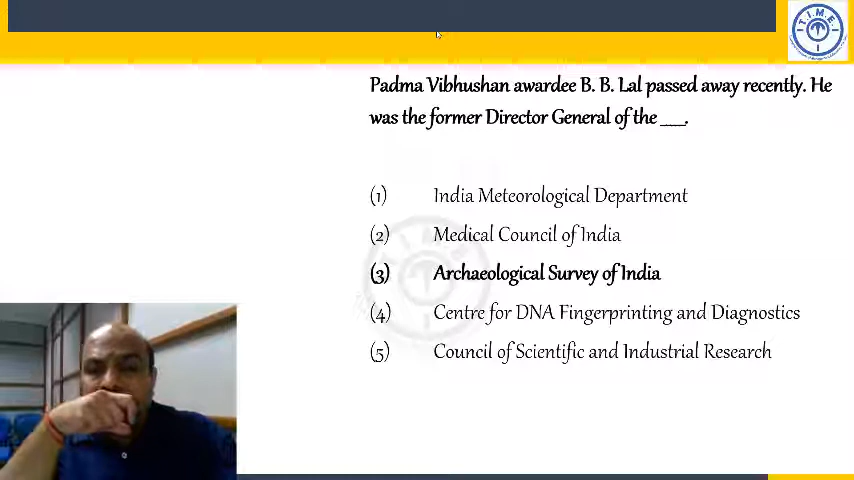 T.I.M.E.
Padma Vibhushan awardee B. B. Lal passed away recently. He
was the former Director General of the ___.
(1) India Meteorological Department
(2) Medical Council of India
(3) Archaeological Survey of India
(4) Centre for DNA Fingerprinting and Diagnostics
(5) Council of Scientific and Industrial Research